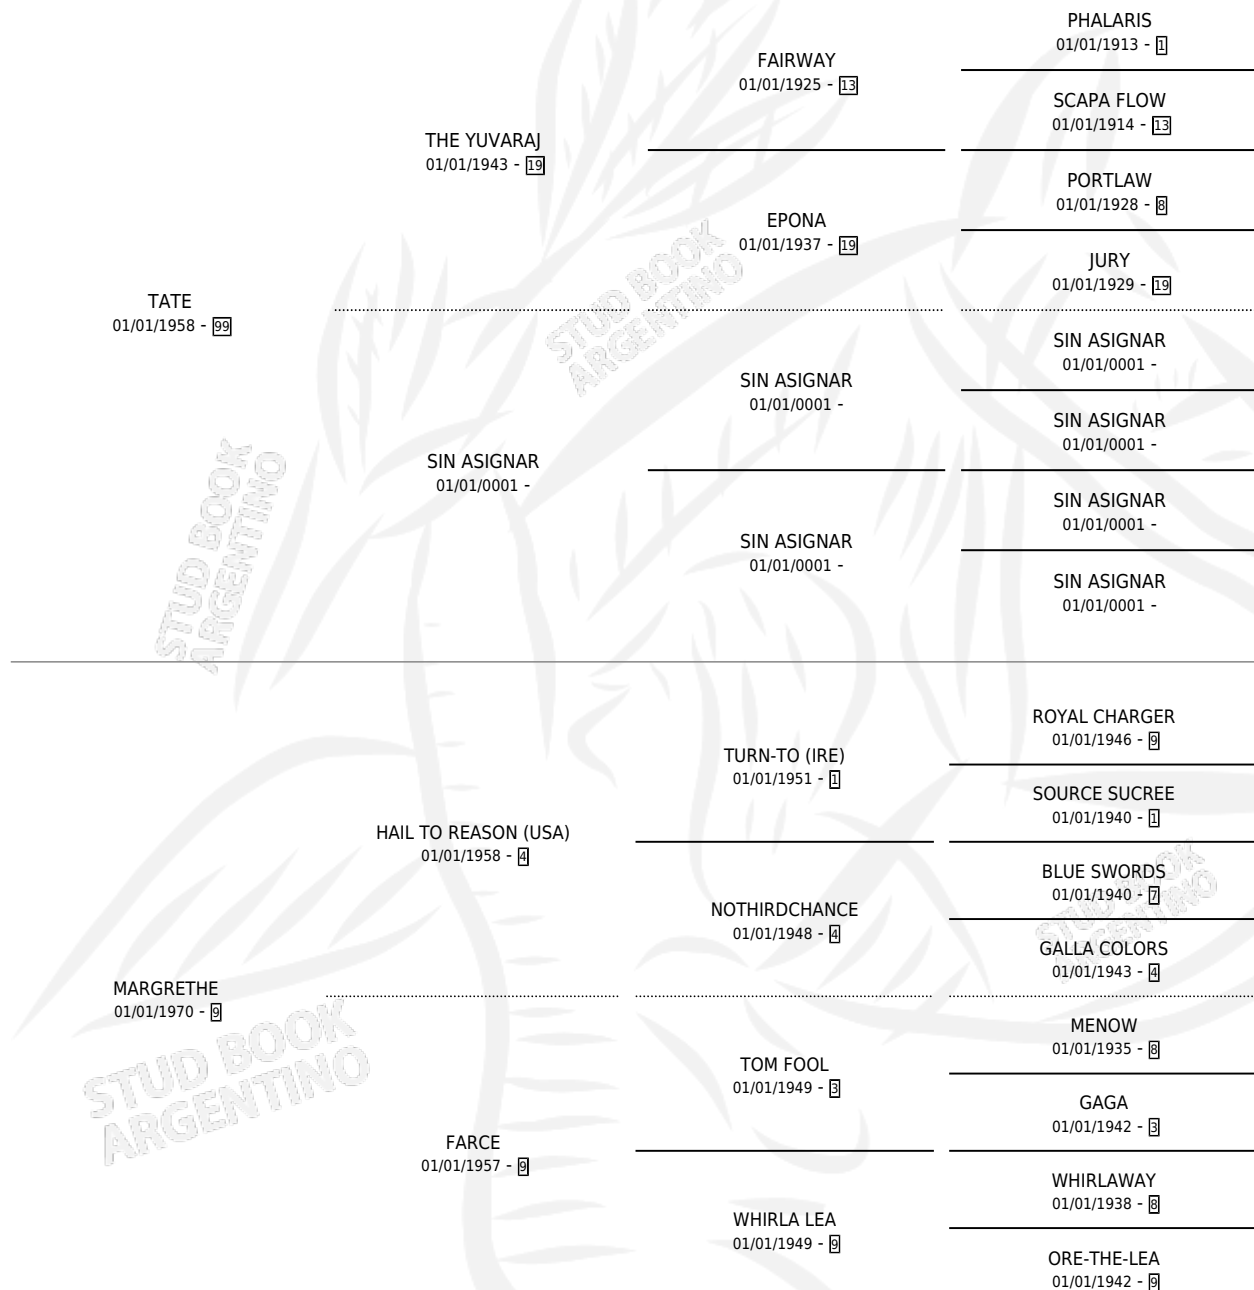 PHALARIS
01/01/1913 - 1
FAIRWAY
01/01/1925 - 13
SCAPA FLOW
01/01/1914 - 13
THE YUVARAJ
01/01/1943 - 19
PORTLAW
01/01/1928 - 8
EPONA
01/01/1937 - 19
JURY
01/01/1929 - 19
TATE
01/01/1958 - 99
SIN ASIGNAR
01/01/0001 -
SIN ASIGNAR
01/01/0001 -
SIN ASIGNAR
01/01/0001 -
SIN ASIGNAR
01/01/0001 -
SIN ASIGNAR
01/01/0001 -
SIN ASIGNAR
01/01/0001 -
SIN ASIGNAR
01/01/0001 -
STUD BOOK
ARGENTINO
STUD BOOK
ARGENTINO
ROYAL CHARGER
01/01/1946 - 9
TURN-TO (IRE)
01/01/1951 - 1
SOURCE SUCREE
01/01/1940 - 1
HAIL TO REASON (USA)
01/01/1958 - 4
BLUE SWORDS
01/01/1940 - 7
NOTHIRDCHANCE
01/01/1948 - 4
GALLA COLORS
01/01/1943 - 4
MARGRETHE
01/01/1970 - 9
MENOW
01/01/1935 - 8
TOM FOOL
01/01/1949 - 3
GAGA
01/01/1942 - 3
FARCE
01/01/1957 - 9
WHIRLAWAY
01/01/1938 - 8
WHIRLA LEA
01/01/1949 - 9
ORE-THE-LEA
01/01/1942 - 9
STUD BOOK
ARGENTINO
STUD BOOK
ARGENTINO